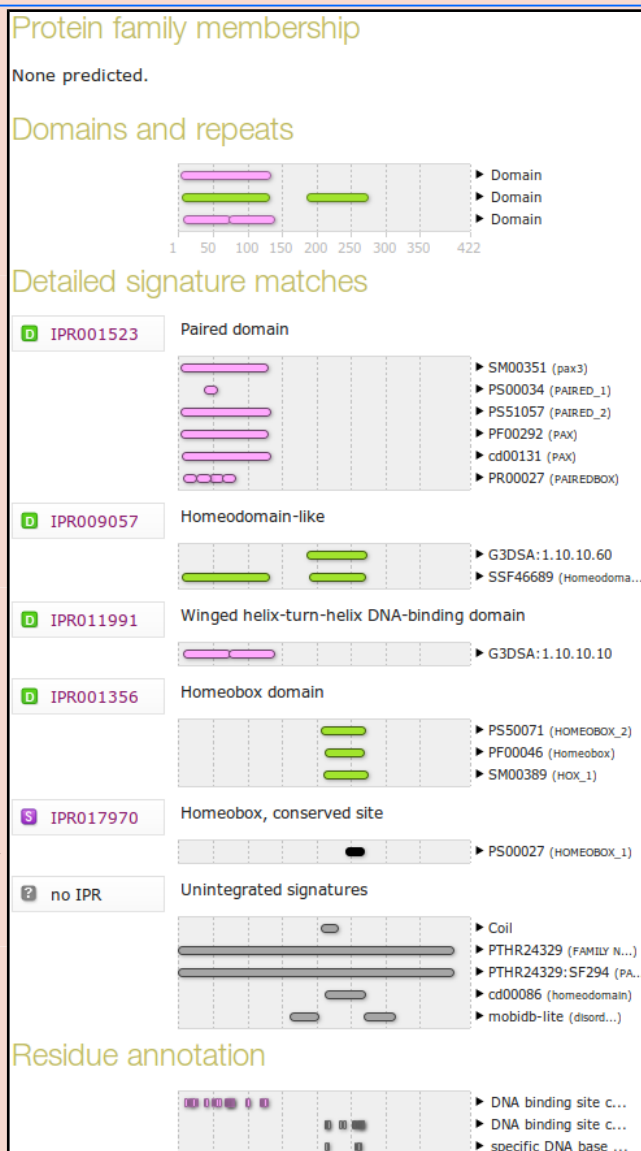 Protein family membership
None predicted.
Domains and repeats
▶ Domain
▶ Domain
▶ Domain
1 50 100 150 200 250 300 350 422
Detailed signature matches
D IPR001523 Paired domain
▶ SM00351 (pax3)
▶ PS00034 (PAIRED_1)
▶ PS51057 (PAIRED_2)
▶ PF00292 (PAX)
▶ cd00131 (PAX)
▶ PR00027 (PAIREDBOX)
D IPR009057 Homeodomain-like
▶ G3DSA:1.10.10.60
▶ SSF46689 (Homeodoma...
D IPR011991 Winged helix-turn-helix DNA-binding domain
▶ G3DSA:1.10.10.10
D IPR001356 Homeobox domain
▶ PS50071 (HOMEOBOX_2)
▶ PF00046 (Homeobox)
▶ SM00389 (HOX_1)
S IPR017970 Homeobox, conserved site
▶ PS00027 (HOMEOBOX_1)
? no IPR Unintegrated signatures
▶ Coil
▶ PTHR24329 (FAMILY N...)
▶ PTHR24329:SF294 (PA...
▶ cd00086 (homeodomain)
▶ mobidb-lite (disord...)
Residue annotation
▶ DNA binding site c...
▶ DNA binding site c...
▶ specific DNA base ...